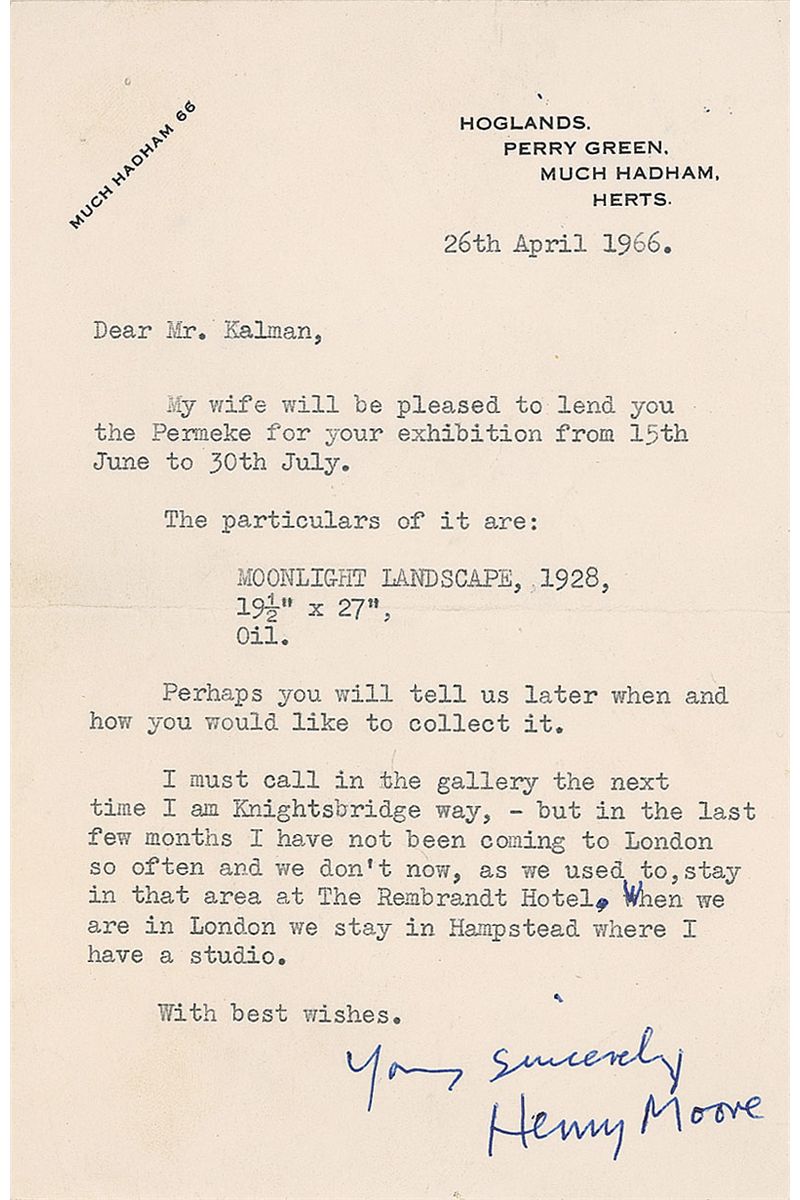 MUCH HADHAM 66
HOGLANDS.
PERRY GREEN,
MUCH HADHAM,
HERTS.
26th April 1966.
Dear Mr. Kalman,
My wife will be pleased to lend you
the Permeke for your exhibition from 15th
June to 30th July.
The particulars of it are:
MOONLIGHT LANDSCAPE, 1928,
19½" x 27",
Oil.
Perhaps you will tell us later when and
how you would like to collect it.
I must call in the gallery the next
time I am Knightsbridge way, - but in the last
few months I have not been coming to London
so often and we don't now, as we used to, stay
in that area at The Rembrandt Hotel. When we
are in London we stay in Hampstead where I
have a studio.
With best wishes.
Yours sincerely
Henry Moore